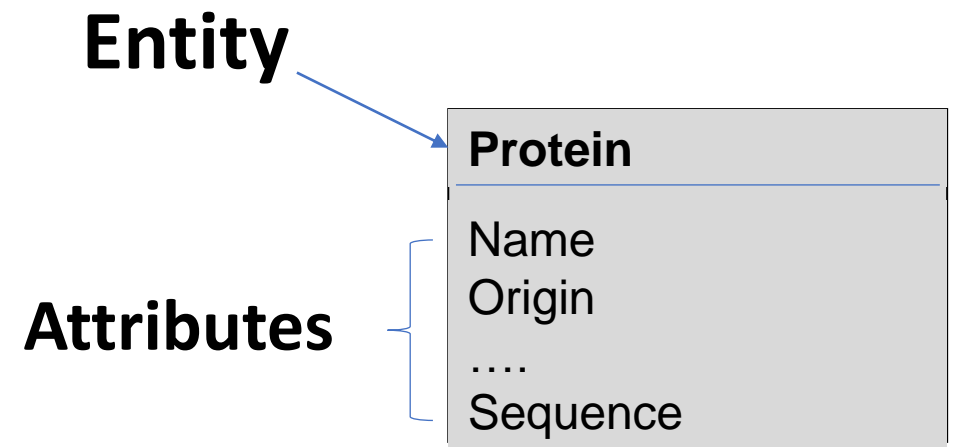 Entity
Protein
Name
Origin
Attributes
....
Sequence